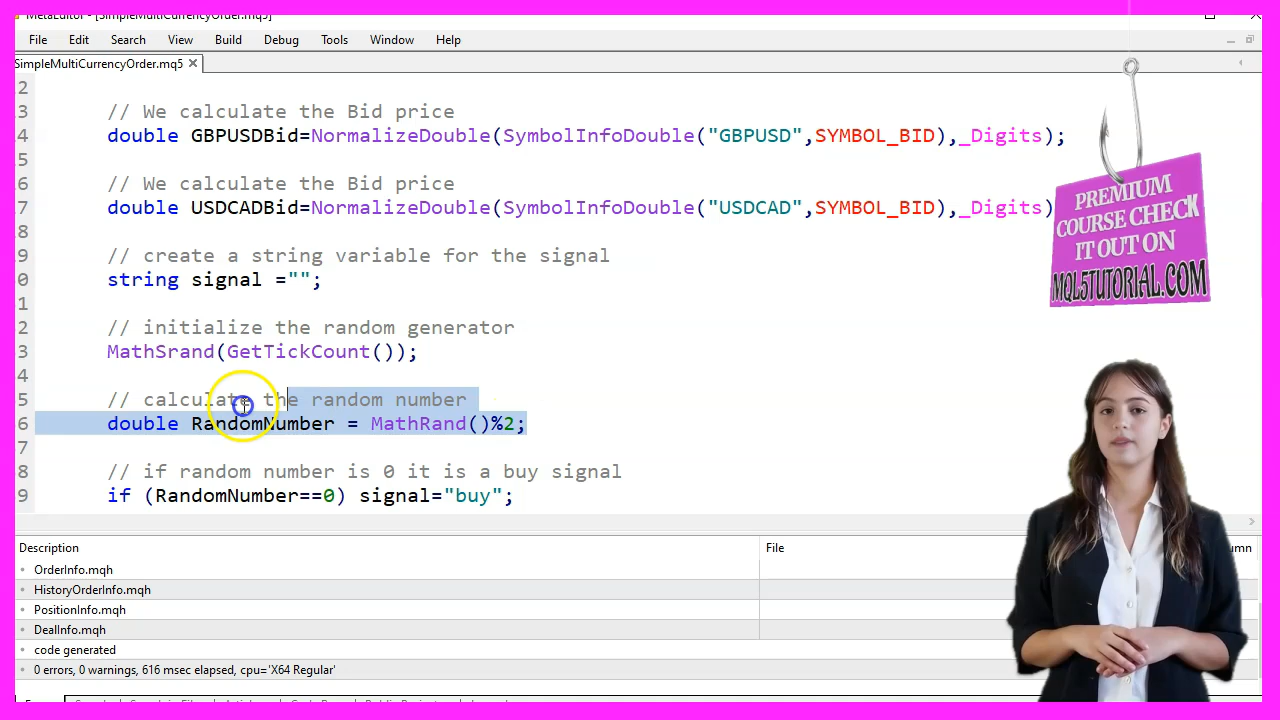 MetaEditor - [SimpleMultiCurrencyOrder.mq5]
File Edit Search View Build Debug Tools Window Help
SimpleMultiCurrencyOrder.mq5
2
3 // We calculate the Bid price
4 double GBPUSDBid=NormalizeDouble(SymbolInfoDouble("GBPUSD",SYMBOL_BID),_Digits);
5
6 // We calculate the Bid price
7 double USDCADBid=NormalizeDouble(SymbolInfoDouble("USDCAD",SYMBOL_BID),_Digits)
8
9 // create a string variable for the signal
0 string signal ="";
1
2 // initialize the random generator
3 MathSrand(GetTickCount());
4
5 // calculate the random number
6 double RandomNumber = MathRand()%2;
7
8 // if random number is 0 it is a buy signal
9 if (RandomNumber==0) signal="buy";
PREMIUM
COURSE CHECK
IT OUT ON
MQL5TUTORIAL.COM
Description File
OrderInfo.mqh
HistoryOrderInfo.mqh
PositionInfo.mqh
DealInfo.mqh
code generated
0 errors, 0 warnings, 616 msec elapsed, cpu='X64 Regular'